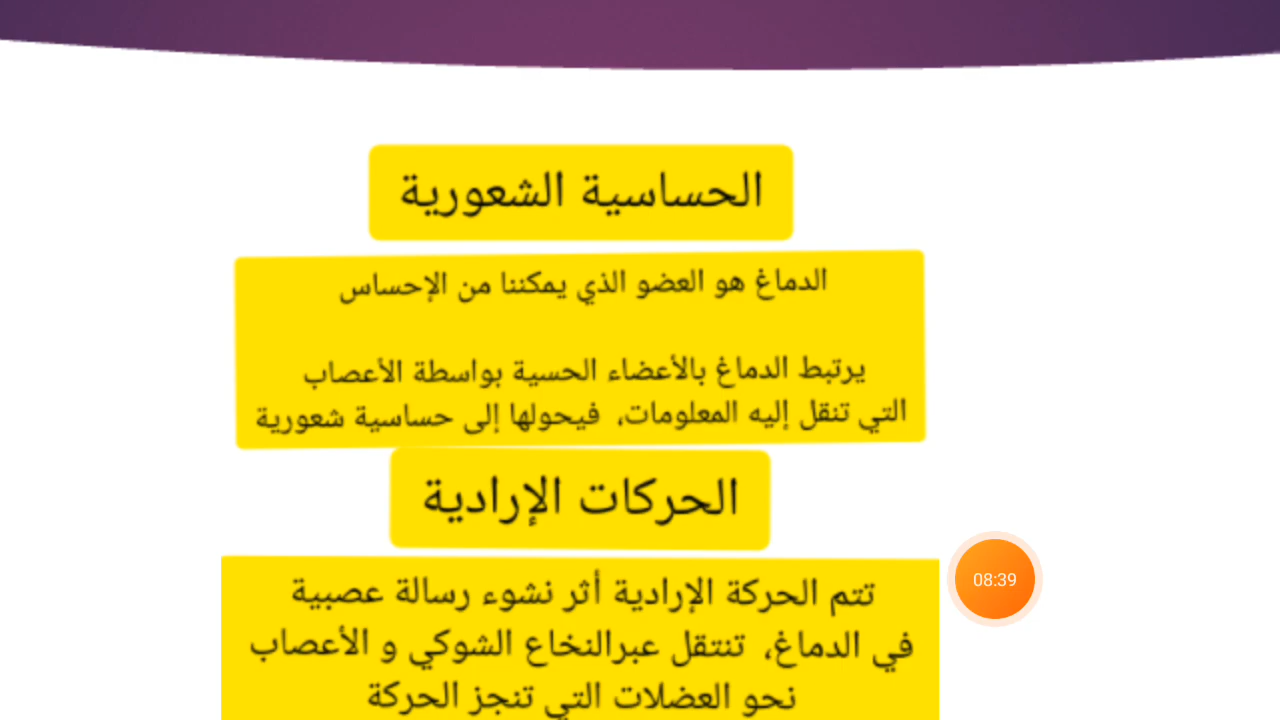 الحساسية الشعورية
الدماغ هو العضو الذي يمكننا من الإحساس
يرتبط الدماغ بالأعضاء الحسية بواسطة الأعصاب
التي تنقل إليه المعلومات، فيحولها إلى حساسية شعورية
الحركات الإرادية
تتم الحركة الإرادية أثر نشوء رسالة عصبية
في الدماغ، تنتقل عبرالنخاع الشوكي و الأعصاب
نحو العضلات التي تنجز الحركة
08:39